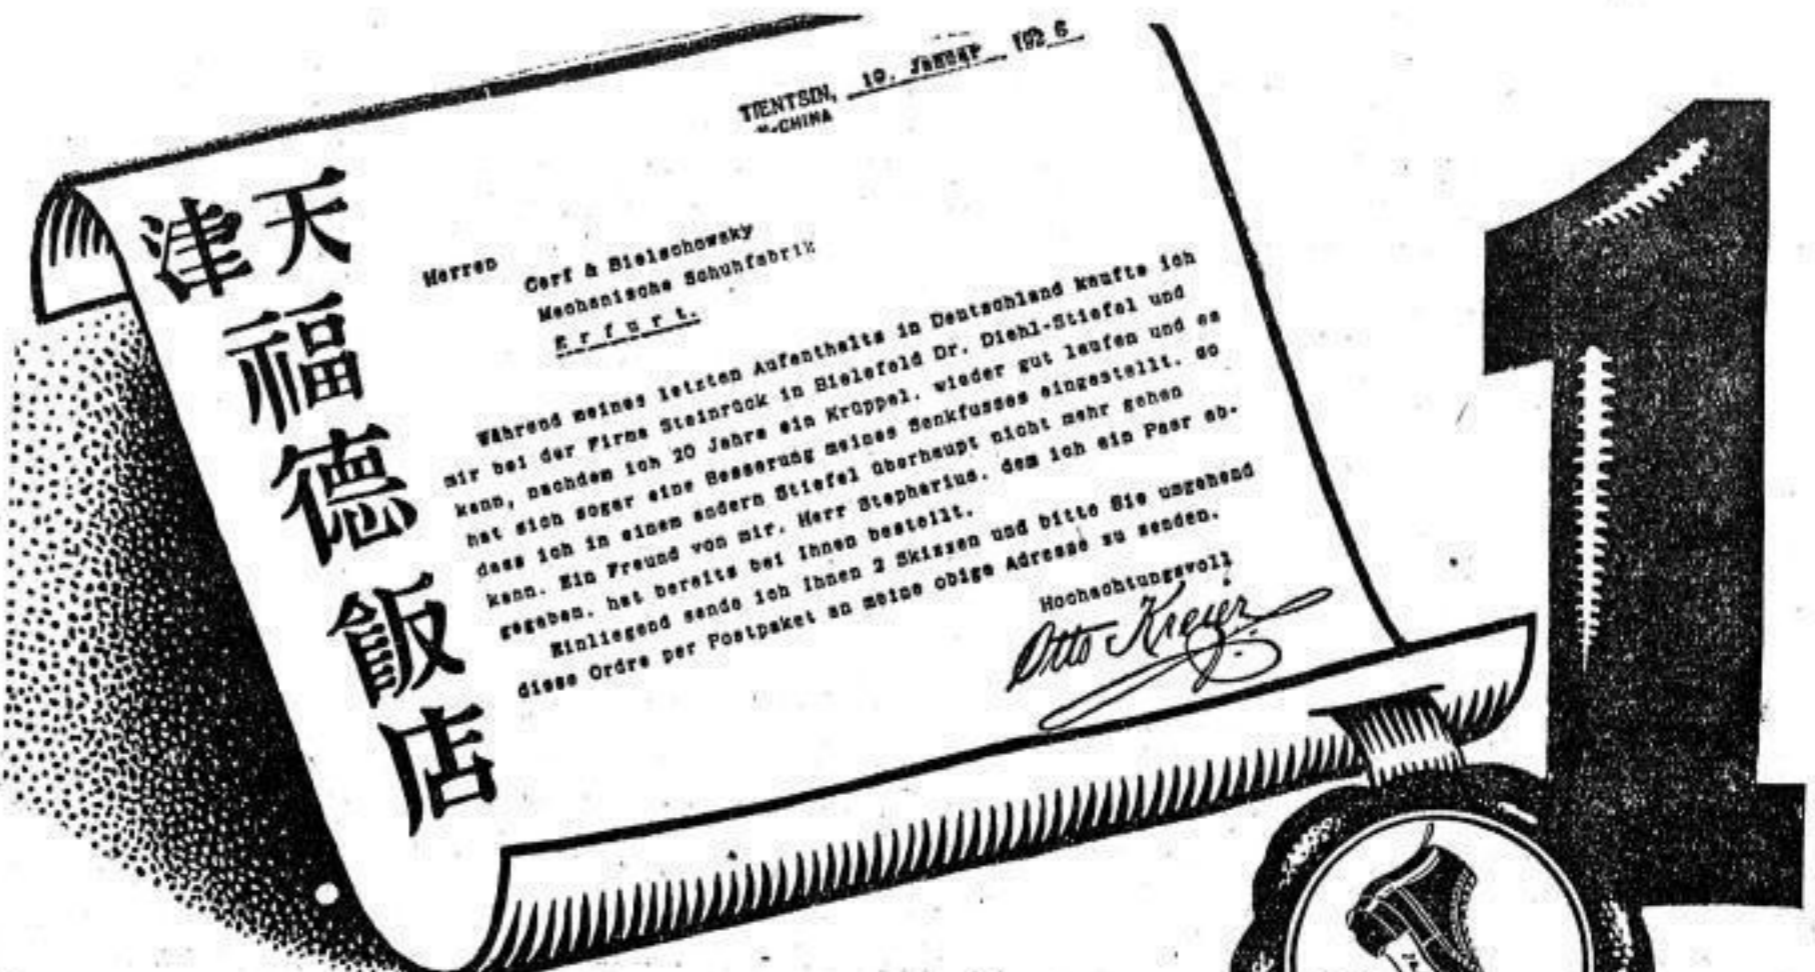 TIENTSIN, 10. Januar 1926
N-CHINA
天津
福德飯店
Herren
Cerf & Bielschowsky
Mechanische Schuhfabrik
Erfurt.
Während meines letzten Aufenthalts in Deutschland kaufte ich
mir bei der Firma Steinrück in Bielefeld Dr. Diehl-Stiefel und
kann, nachdem ich 20 Jahre ein Krüppel, wieder gut laufen und es
hat sich sogar eine Besserung meines Senkfusses eingestellt, so
dass ich in einem andern Stiefel überhaupt nicht mehr gehen
kann. Ein Freund von mir, Herr Stepharius, dem ich ein Paar ab-
gegeben, hat bereits bei Ihnen bestellt.
Einliegend sende ich Ihnen 2 Skizzen und bitte Sie umgehend
diese Ordre per Postpaket an meine obige Adresse zu senden.
Hochachtungsvoll
Otto
1